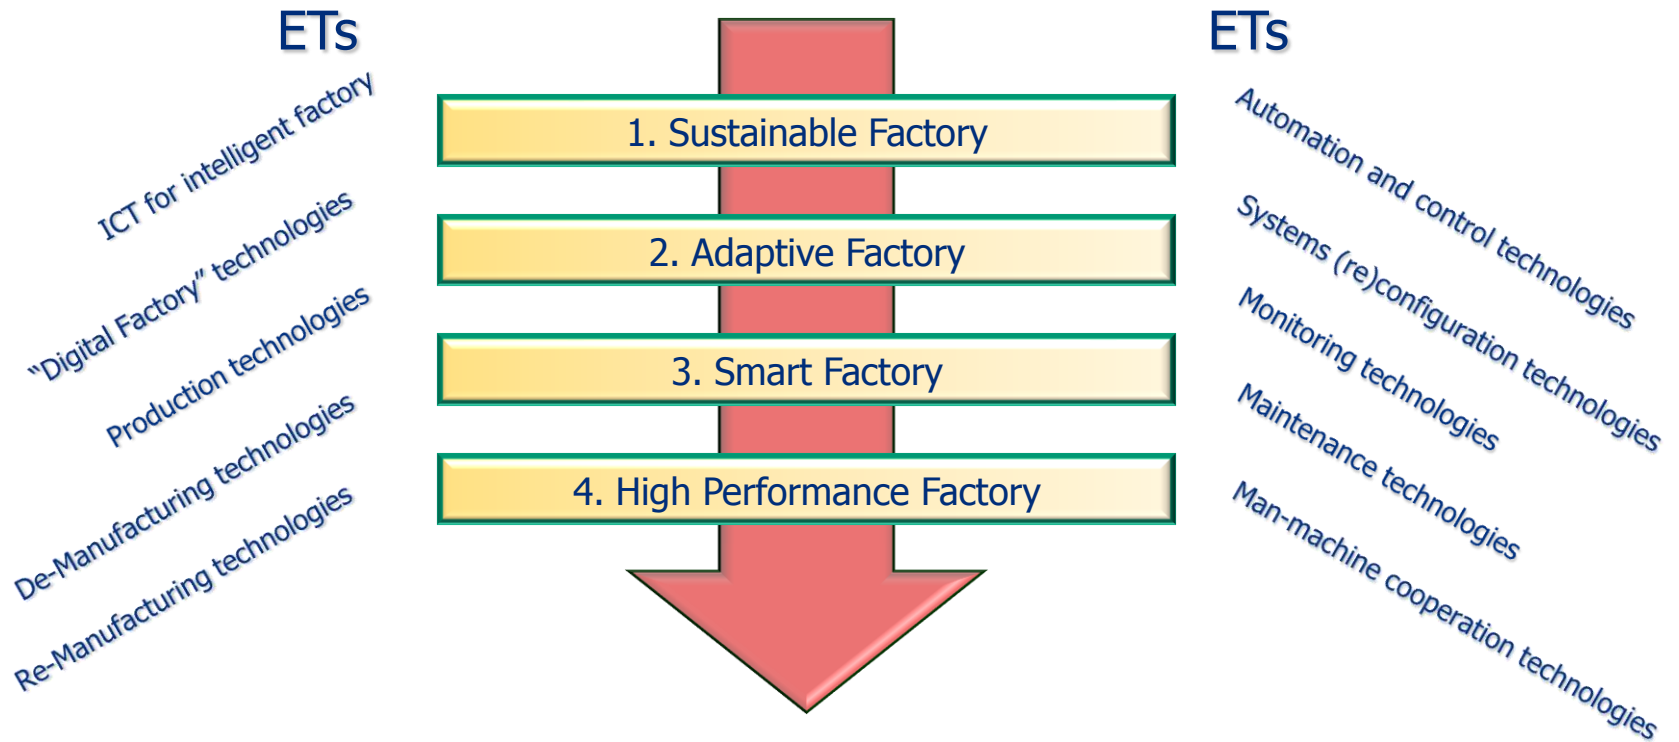 ETs
ICT for intelligent factory
“Digital Factory” technologies
Production technologies
De-Manufacturing technologies
Re-Manufacturing technologies
1. Sustainable Factory
2. Adaptive Factory
3. Smart Factory
4. High Performance Factory
ETs
Automation and control technologies
Systems (re)configuration technologies
Monitoring technologies
Maintenance technologies
Man-machine cooperation technologies